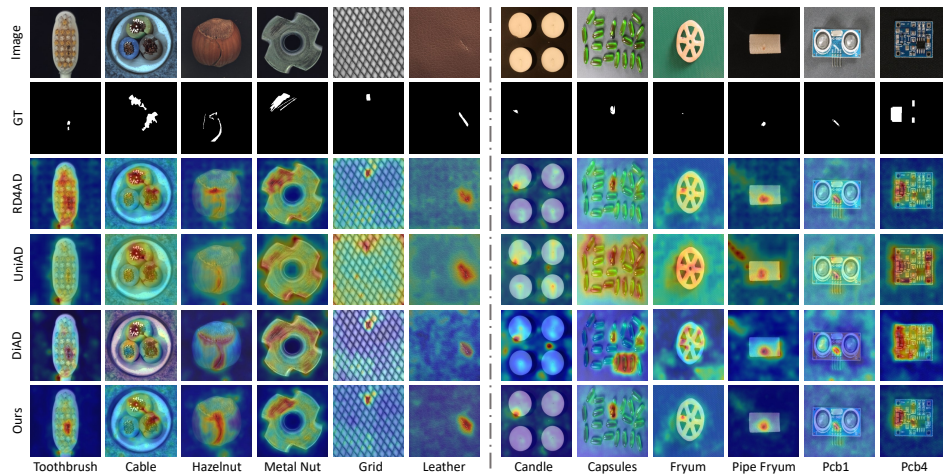 Image
GT
RD4AD
UniAD
DiAD
Ours
Toothbrush Cable Hazelnut Metal Nut Grid Leather Candle Capsules Fryum Pipe Fryum Pcb1 Pcb4